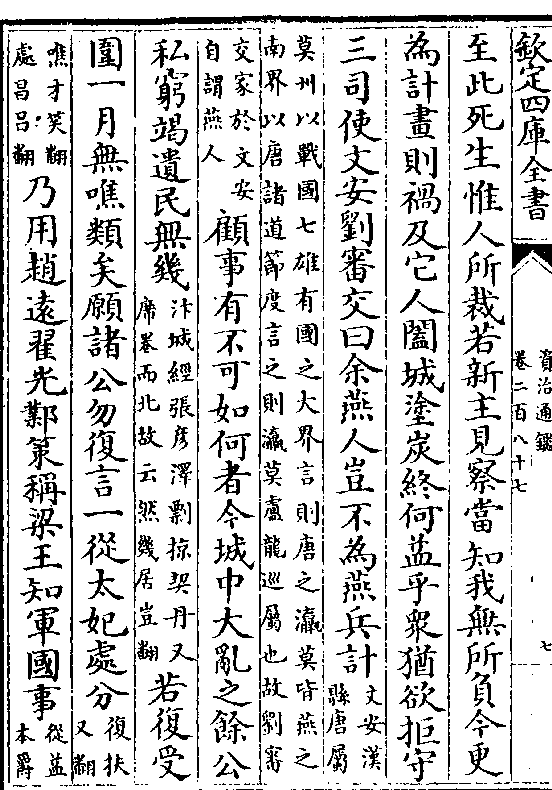 欽定四庫全書
資治通鑑
卷二百八十七
七
至此死生惟人所裁若新主見察當知我無所負今更
為計畫則禍及它人闔城塗炭終何益乎衆猶欲拒守
三司使文安劉審交曰余燕人豈不為燕兵計
文安漢
縣唐屬
莫州以戰國七雄有國之大界言則唐之瀛莫皆燕之
南界以唐諸道節度言之則瀛莫盧龍廵屬也故劉審
交家於文安
自謂燕人
顧事有不可如何者今城中大亂之餘公
私窮竭遺民無幾
汴城經張彦澤剽掠契丹又
席卷而北故云然幾居豈翻
若復受
圍一月無噍類矣願諸公勿復言一從太妃處分
復扶
又翻
噍才笑翻
處昌呂翻
乃用趙遠翟光鄴策稱梁王知軍國事
從益
本爵